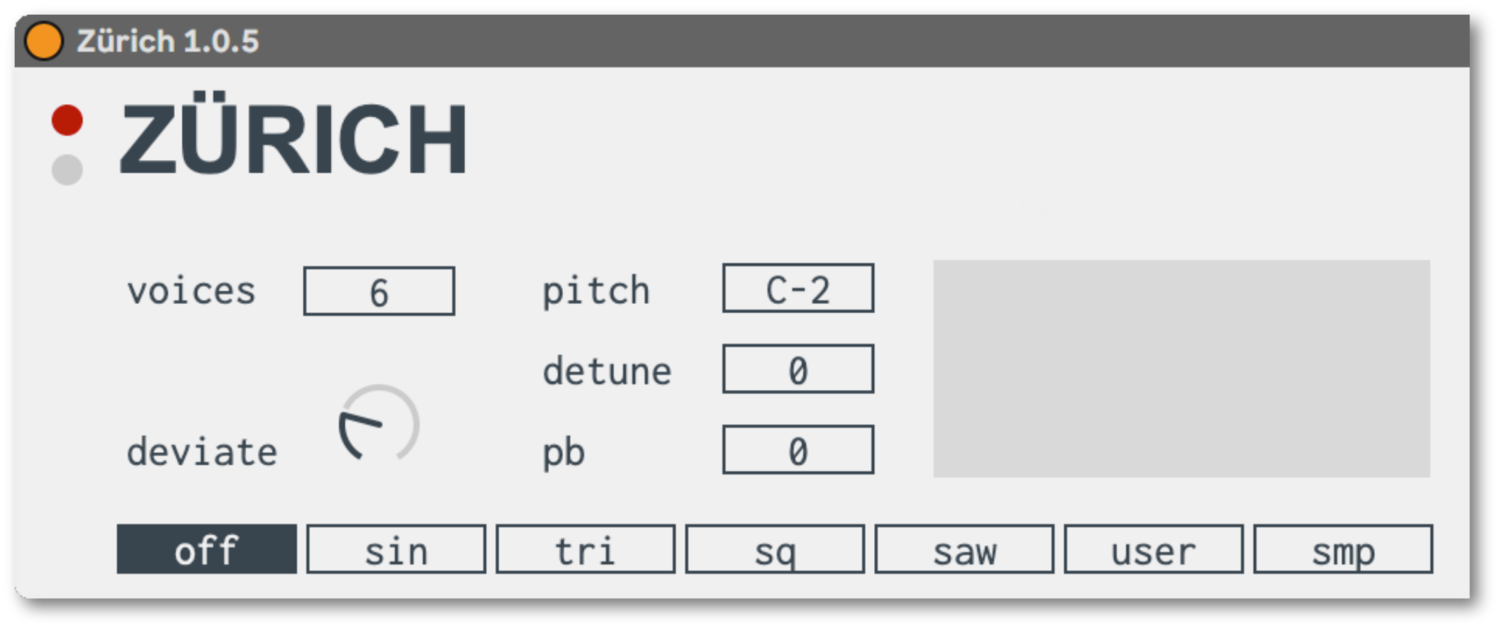 Zürich 1.0.5
ZÜRICH
voices 6 pitch C-2
detune 0
deviate pb 0
off sin tri sq saw user smp